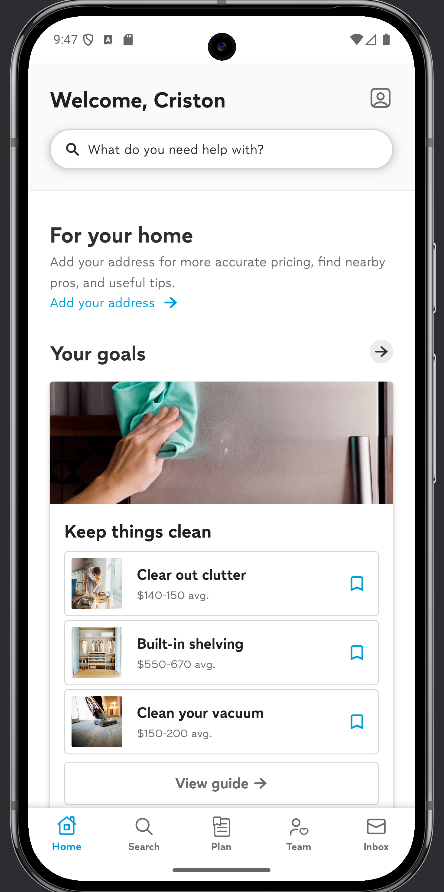 9:47
Welcome, Criston
What do you need help with?
For your home
Add your address for more accurate pricing, find nearby
pros, and useful tips.
Add your address →
Your goals →
Keep things clean
Clear out clutter
$140-150 avg.
Built-in shelving
$550-670 avg.
Clean your vacuum
$150-200 avg.
View guide →
Home Search Plan Team Inbox